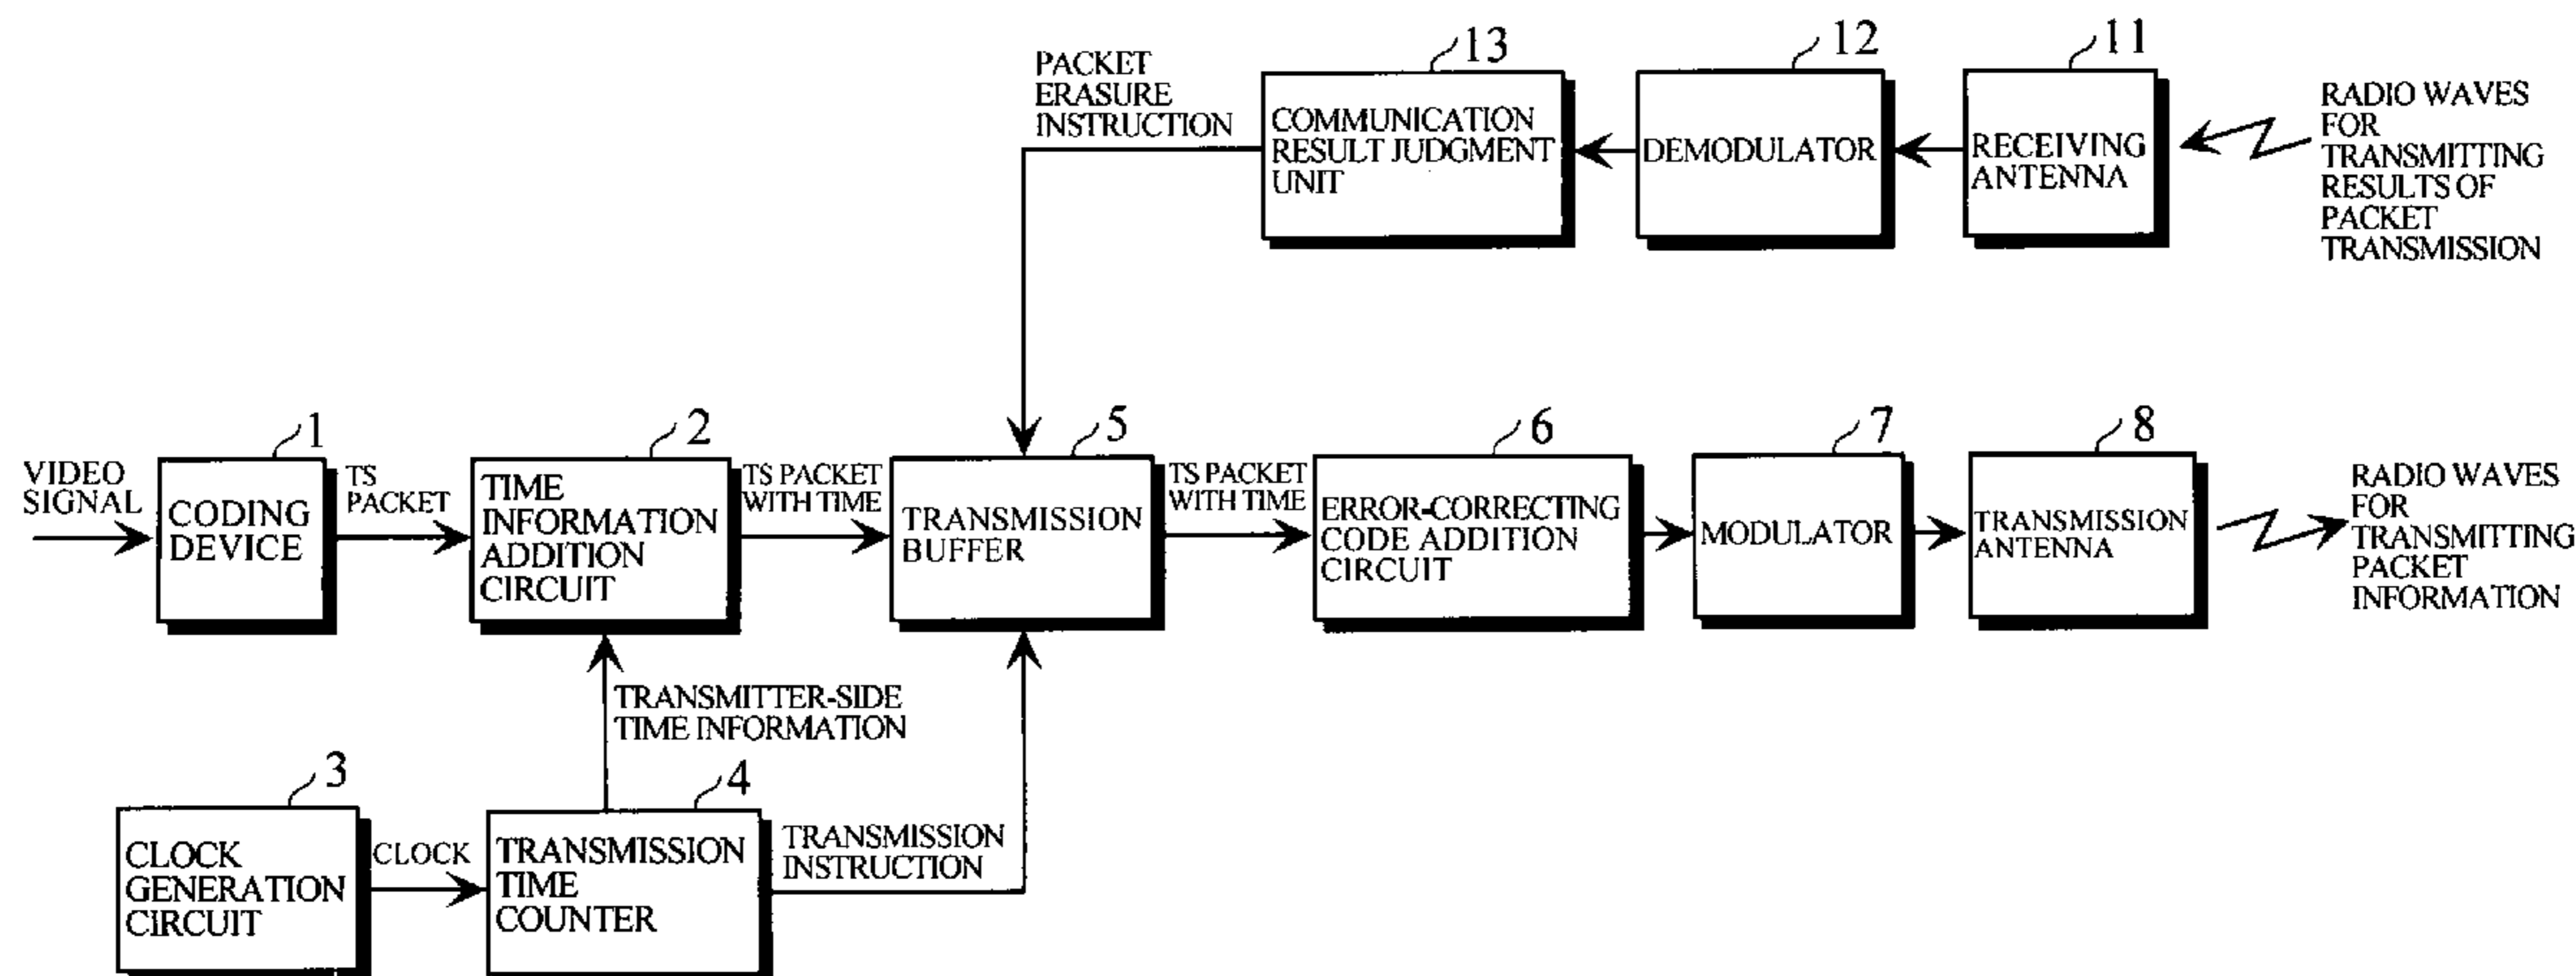 13
12
11
PACKET
ERASURE
INSTRUCTION
COMMUNICATION
RESULT JUDGMENT
UNIT
DEMODULATOR
RECEIVING
ANTENNA
RADIO WAVES
FOR
TRANSMITTING
RESULTS OF
PACKET
TRANSMISSION
1
2
5
6
7
8
VIDEO
SIGNAL
CODING
DEVICE
TS
PACKET
TIME
INFORMATION
ADDITION
CIRCUIT
TS PACKET
WITH TIME
TRANSMISSION
BUFFER
TS PACKET
WITH TIME
ERROR-CORRECTING
CODE ADDITION
CIRCUIT
MODULATOR
TRANSMISSION
ANTENNA
RADIO WAVES
FOR
TRANSMITTING
PACKET
INFORMATION
TRANSMITTER-SIDE
TIME INFORMATION
3
4
CLOCK
GENERATION
CIRCUIT
CLOCK
TRANSMISSION
TIME
COUNTER
TRANSMISSION
INSTRUCTION